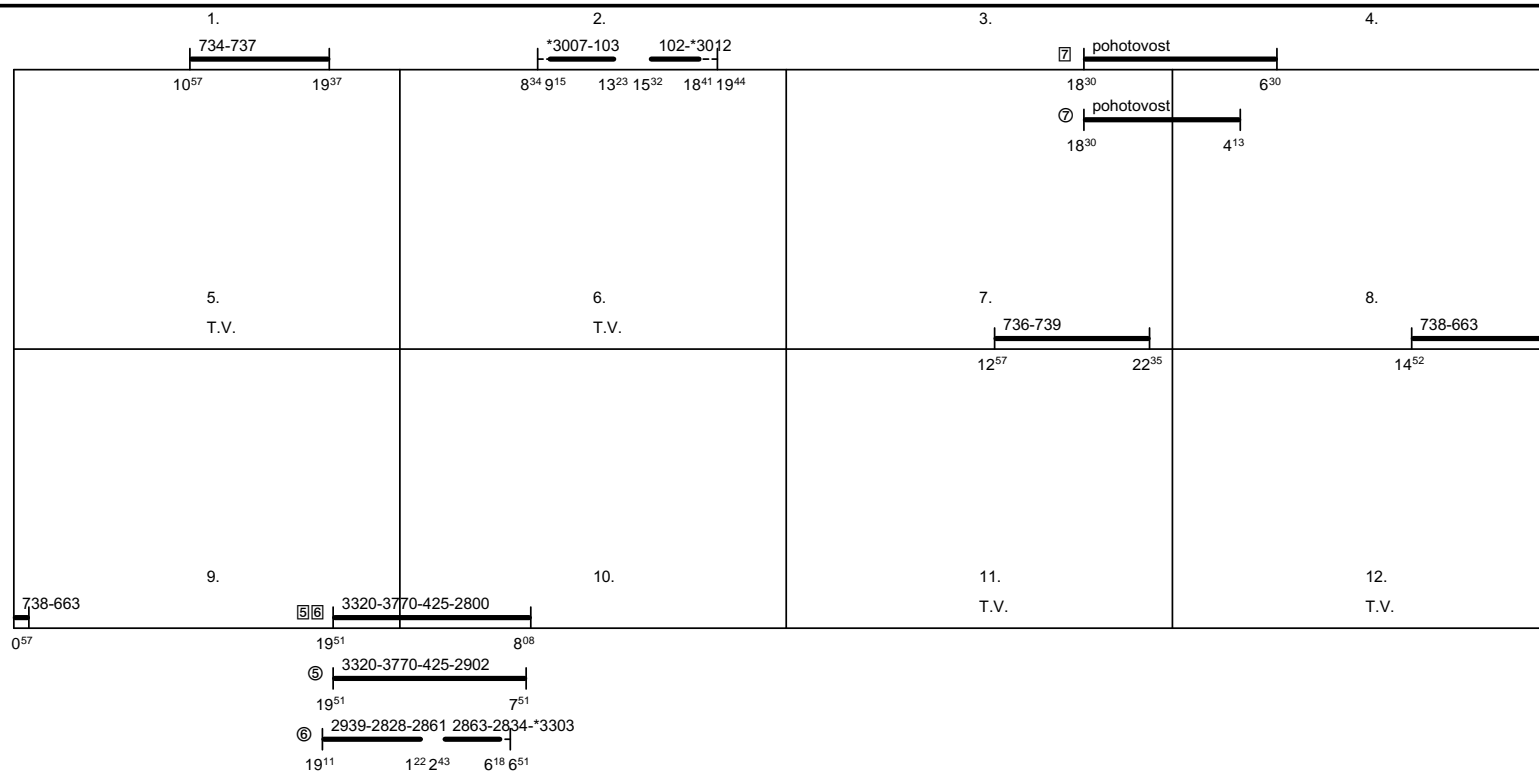 1. 2. 3. 4.
734-737 *3007-103 102-*3012 7 pohotovost
10⁵⁷ 19³⁷ 8³⁴ 9¹⁵ 13²³ 15³² 18⁴¹ 19⁴⁴ 18³⁰ 6³⁰
⑦ pohotovost
18³⁰ 4¹³
5. 6. 7. 8.
T.V. T.V.
736-739 738-663
12⁵⁷ 22³⁵ 14⁵²
9. 10. 11. 12.
T.V. T.V.
738-663 5 6 3320-3770-425-2800
0⁵⁷ 19⁵¹ 8⁰⁸
⑤ 3320-3770-425-2902
19⁵¹ 7⁵¹
⑥ 2939-2828-2861 2863-2834-*3303
19¹¹ 1²² 2⁴³ 6¹⁸ 6⁵¹